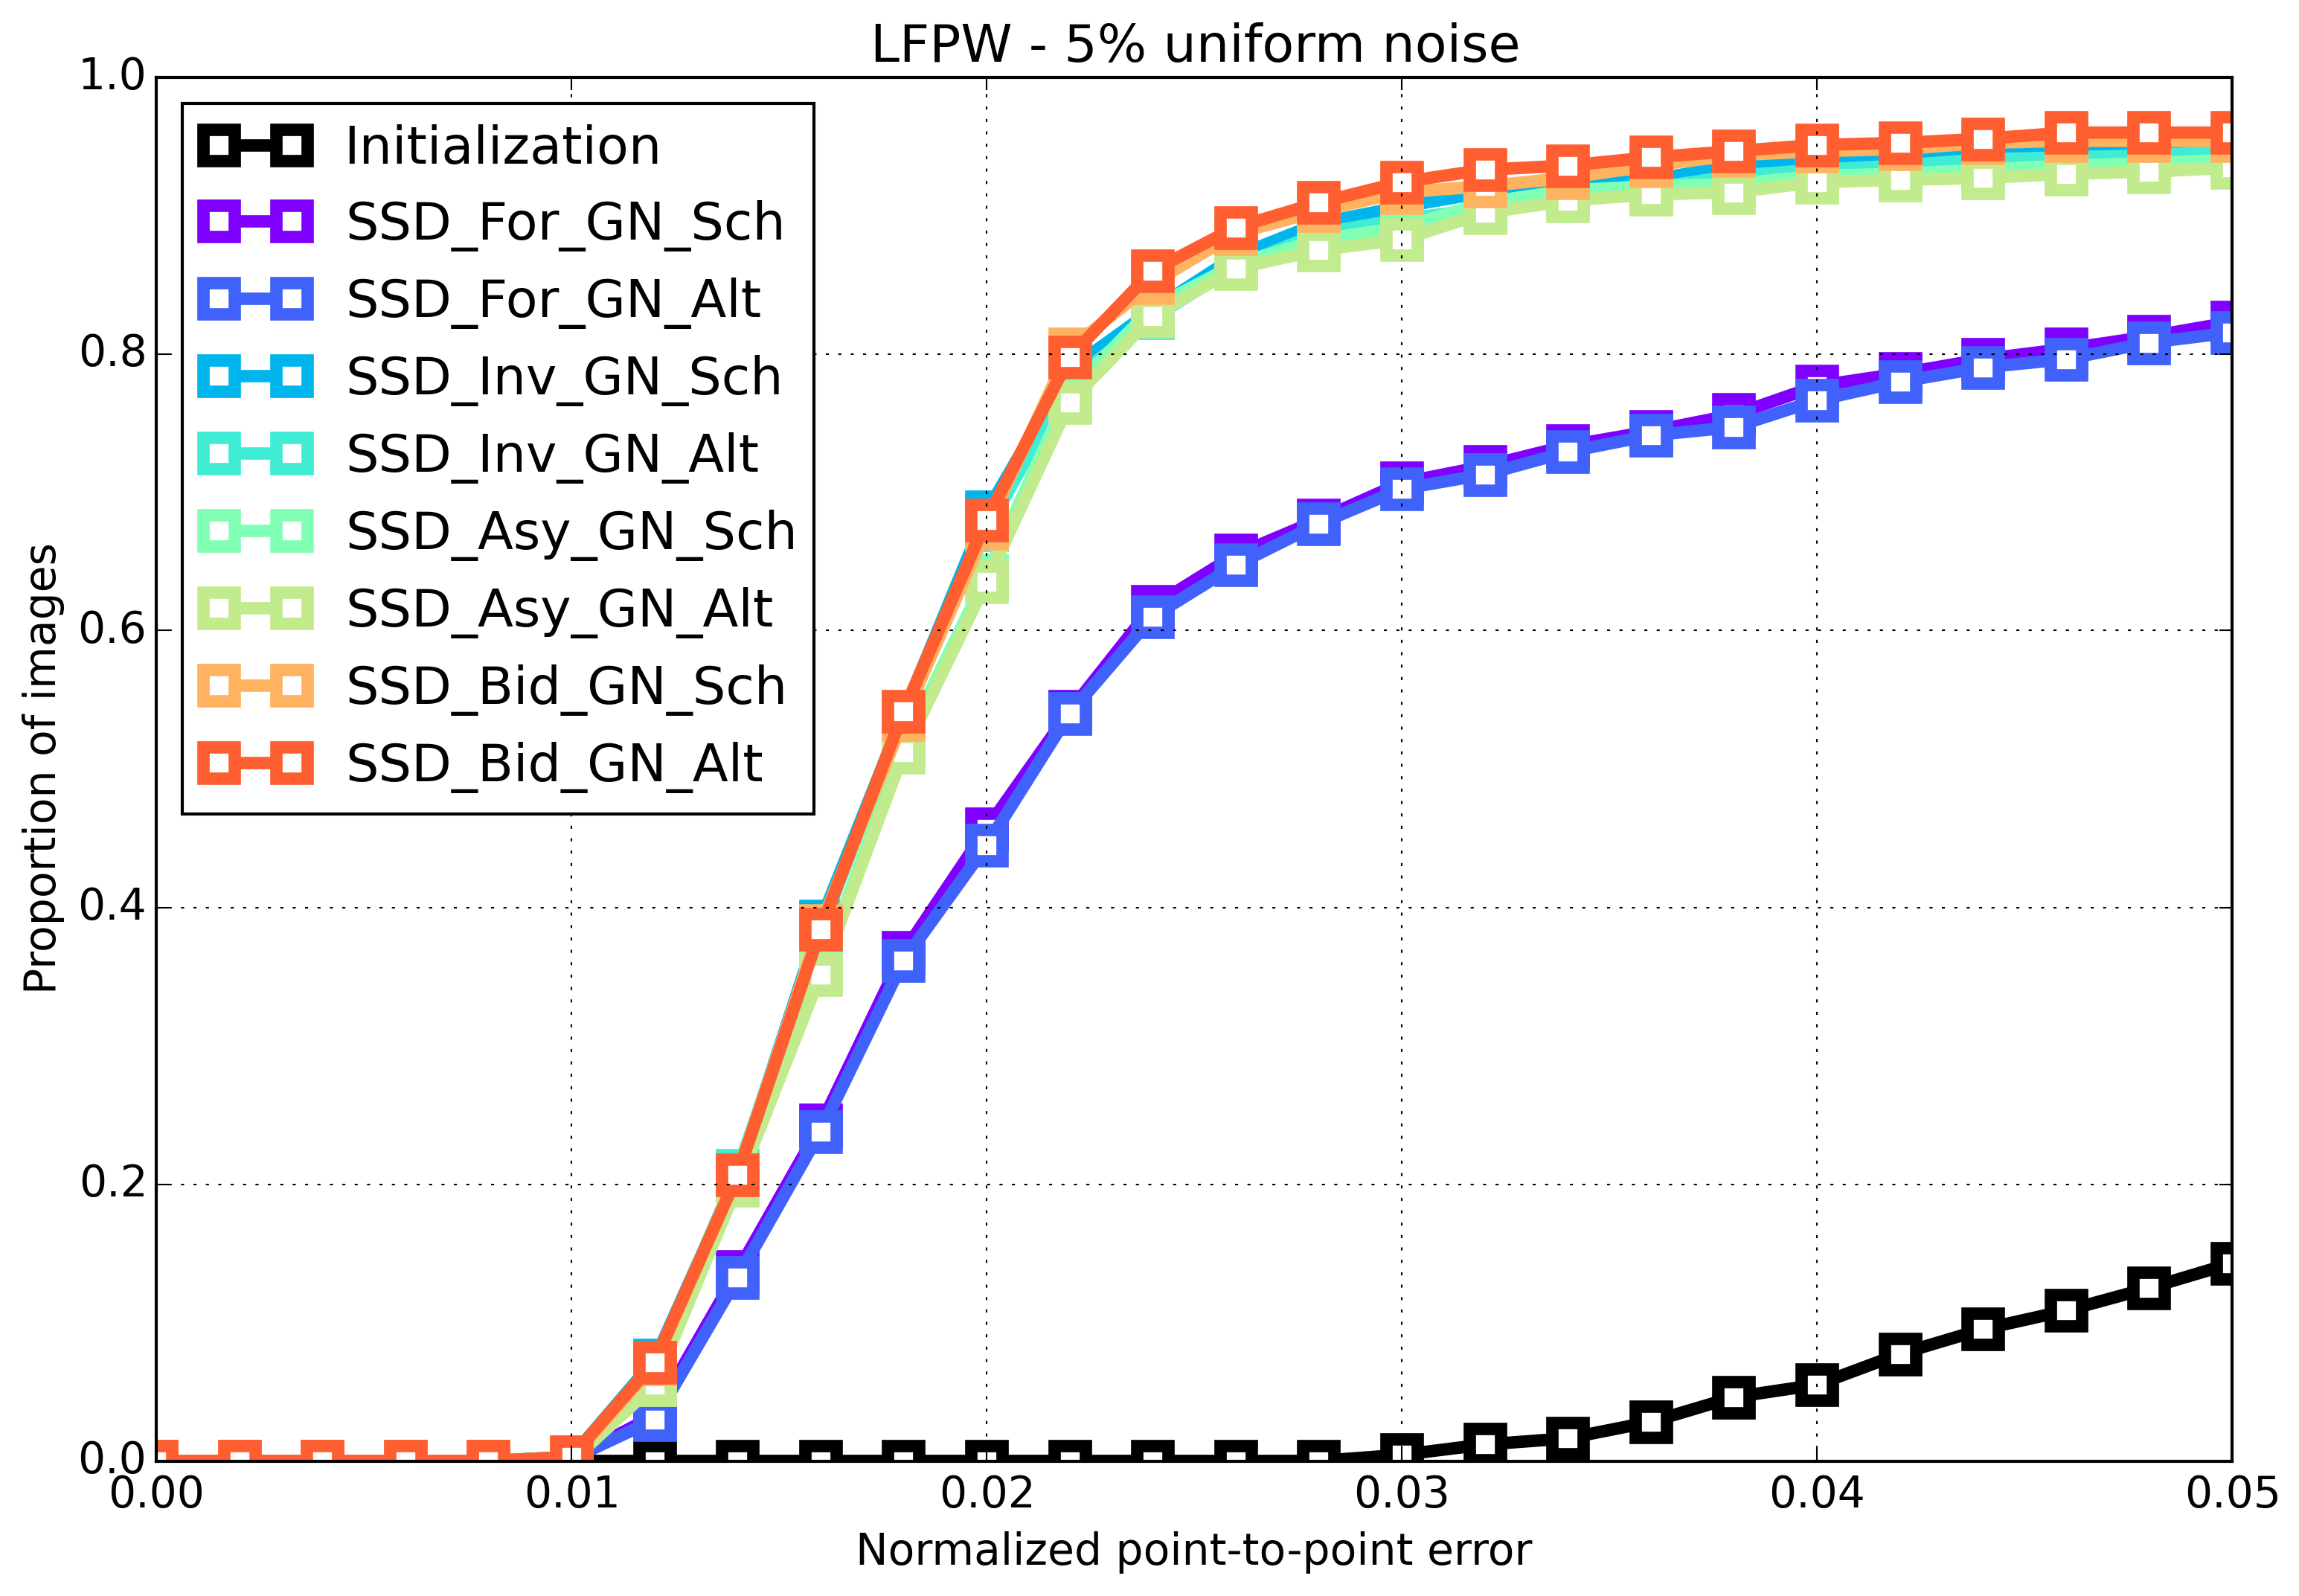 LFPW - 5% uniform noise
1.0
0.8
0.6
0.4
0.2
0.0
Proportion of images
Initialization
SSD_For_GN_Sch
SSD_For_GN_Alt
SSD_Inv_GN_Sch
SSD_Inv_GN_Alt
SSD_Asy_GN_Sch
SSD_Asy_GN_Alt
SSD_Bid_GN_Sch
SSD_Bid_GN_Alt
0.00 0.01 0.02 0.03 0.04 0.05
Normalized point-to-point error